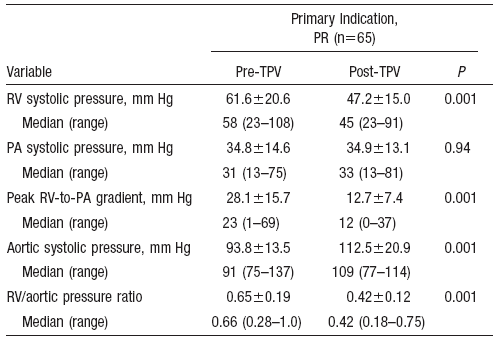 Primary Indication,
PR (n=65)
Variable Pre-TPV Post-TPV P
RV systolic pressure, mm Hg 61.6±20.6 47.2±15.0 0.001
Median (range) 58 (23–108) 45 (23–91)
PA systolic pressure, mm Hg 34.8±14.6 34.9±13.1 0.94
Median (range) 31 (13–75) 33 (13–81)
Peak RV-to-PA gradient, mm Hg 28.1±15.7 12.7±7.4 0.001
Median (range) 23 (1–69) 12 (0–37)
Aortic systolic pressure, mm Hg 93.8±13.5 112.5±20.9 0.001
Median (range) 91 (75–137) 109 (77–114)
RV/aortic pressure ratio 0.65±0.19 0.42±0.12 0.001
Median (range) 0.66 (0.28–1.0) 0.42 (0.18–0.75)